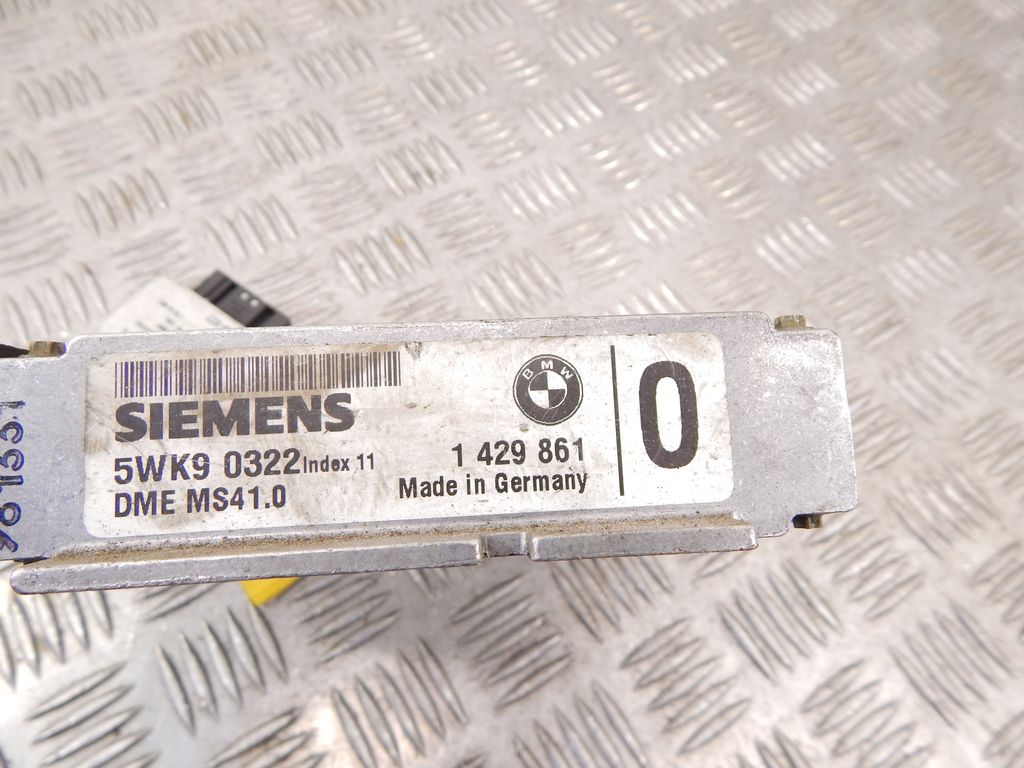 SIEMENS
5WK9 0322 Index 11
DME MS41.0
BMW
1 429 861
Made in Germany
0